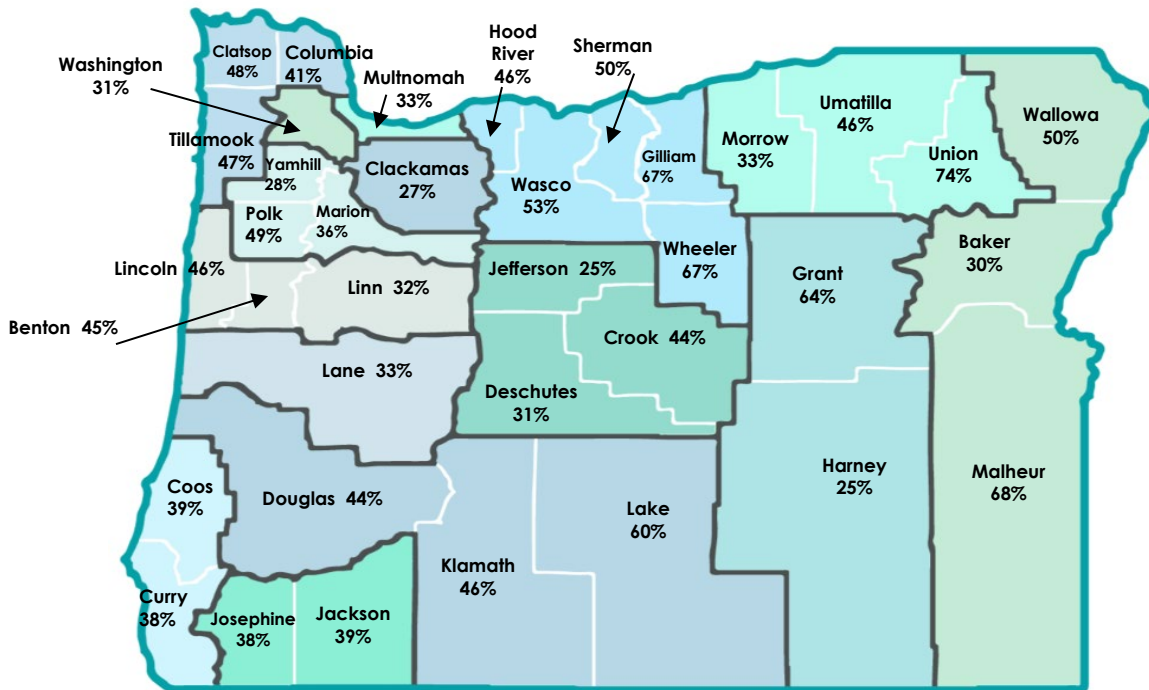 Clatsop
48%
Columbia
41%
Washington
31%
Multnomah
33%
Hood
River
46%
Sherman
50%
Tillamook
47%
Yamhill
28%
Clackamas
27%
Wasco
53%
Gilliam
67%
Morrow
33%
Umatilla
46%
Union
74%
Wallowa
50%
Polk
49%
Marion
36%
Wheeler
67%
Grant
64%
Baker
30%
Lincoln 46%
Benton 45%
Linn 32%
Jefferson 25%
Crook 44%
Lane 33%
Deschutes
31%
Coos
39%
Douglas 44%
Lake
60%
Harney
25%
Malheur
68%
Klamath
46%
Curry
38%
Josephine
38%
Jackson
39%